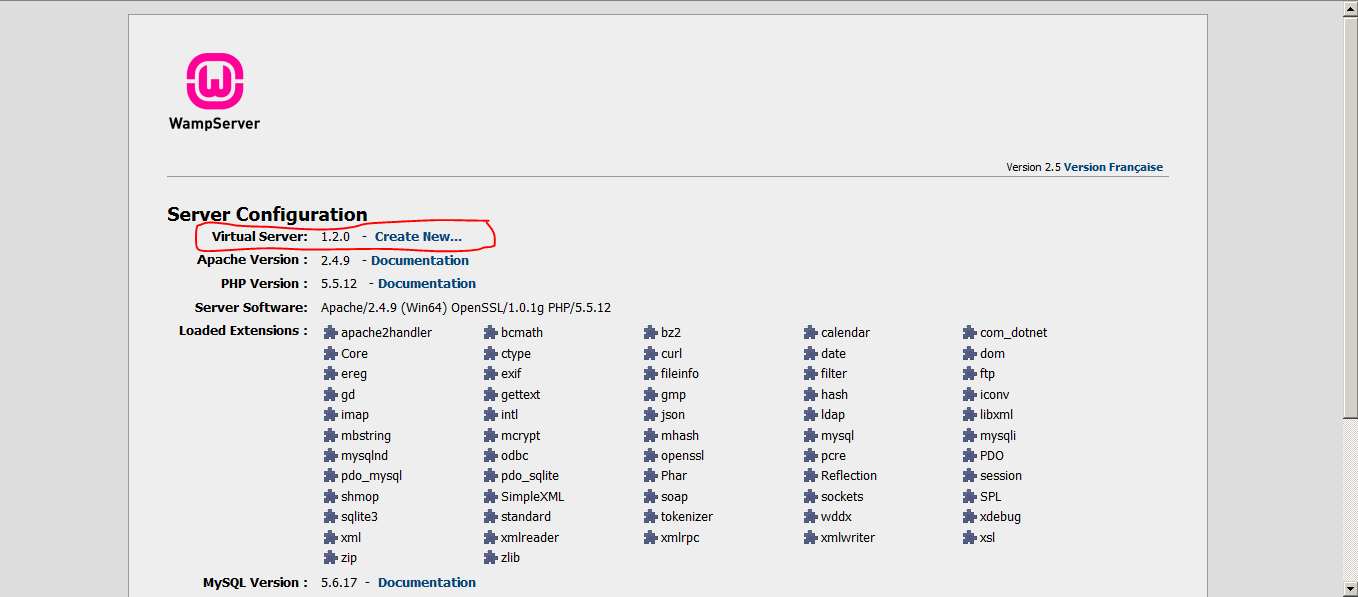 WampServer
Version 2.5 Version Française
Server Configuration
Virtual Server: 1.2.0 - Create New...
Apache Version : 2.4.9 - Documentation
PHP Version : 5.5.12 - Documentation
Server Software: Apache/2.4.9 (Win64) OpenSSL/1.0.1g PHP/5.5.12
Loaded Extensions : apache2handler bcmath bz2 calendar com_dotnet
Core ctype curl date dom
ereg exif fileinfo filter ftp
gd gettext gmp hash iconv
imap intl json ldap libxml
mbstring mcrypt mhash mysql mysqli
mysqlnd odbc openssl pcre PDO
pdo_mysql pdo_sqlite Phar Reflection session
shmop SimpleXML soap sockets SPL
sqlite3 standard tokenizer wddx xdebug
xml xmlreader xmlrpc xmlwriter xsl
zip zlib
MySQL Version : 5.6.17 - Documentation